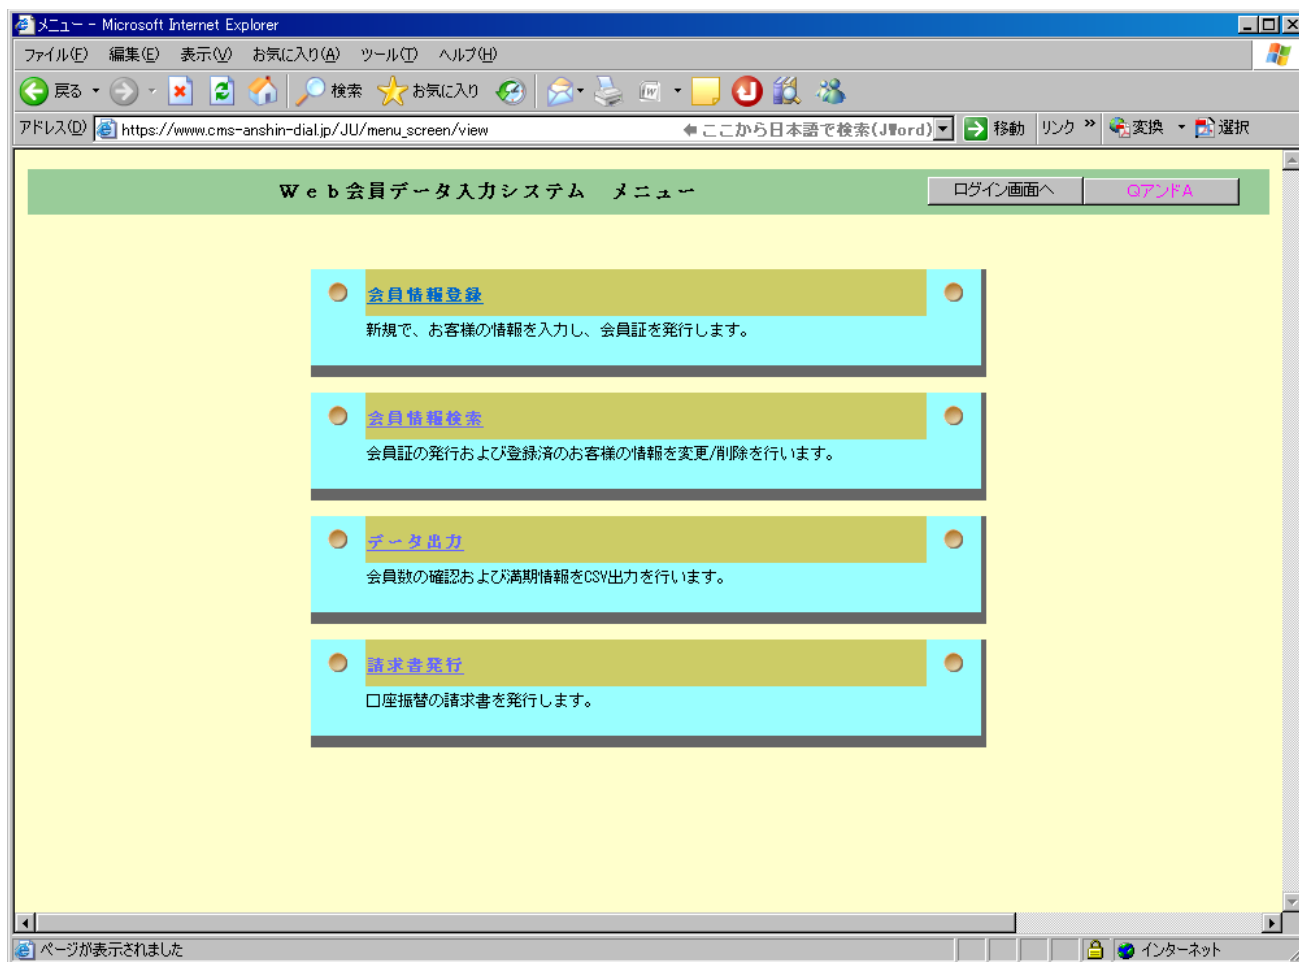 メニュー - Microsoft Internet Explorer
ファイル(F) 編集(E) 表示(V) お気に入り(A) ツール(T) ヘルプ(H)
戻る 検索 お気に入り
アドレス(D) https://www.cms-anshin-dial.jp/JU/menu_screen/view ここから日本語で検索(JWord) 移動 リンク » 変換 選択
Ｗｅｂ会員データ入力システム　メニュー ログイン画面へ QアンドA
会員情報登録
新規で、お客様の情報を入力し、会員証を発行します。
会員情報検索
会員証の発行および登録済のお客様の情報を変更/削除を行います。
データ出力
会員数の確認および満期情報をCSV出力を行います。
請求書発行
口座振替の請求書を発行します。
ページが表示されました インターネット